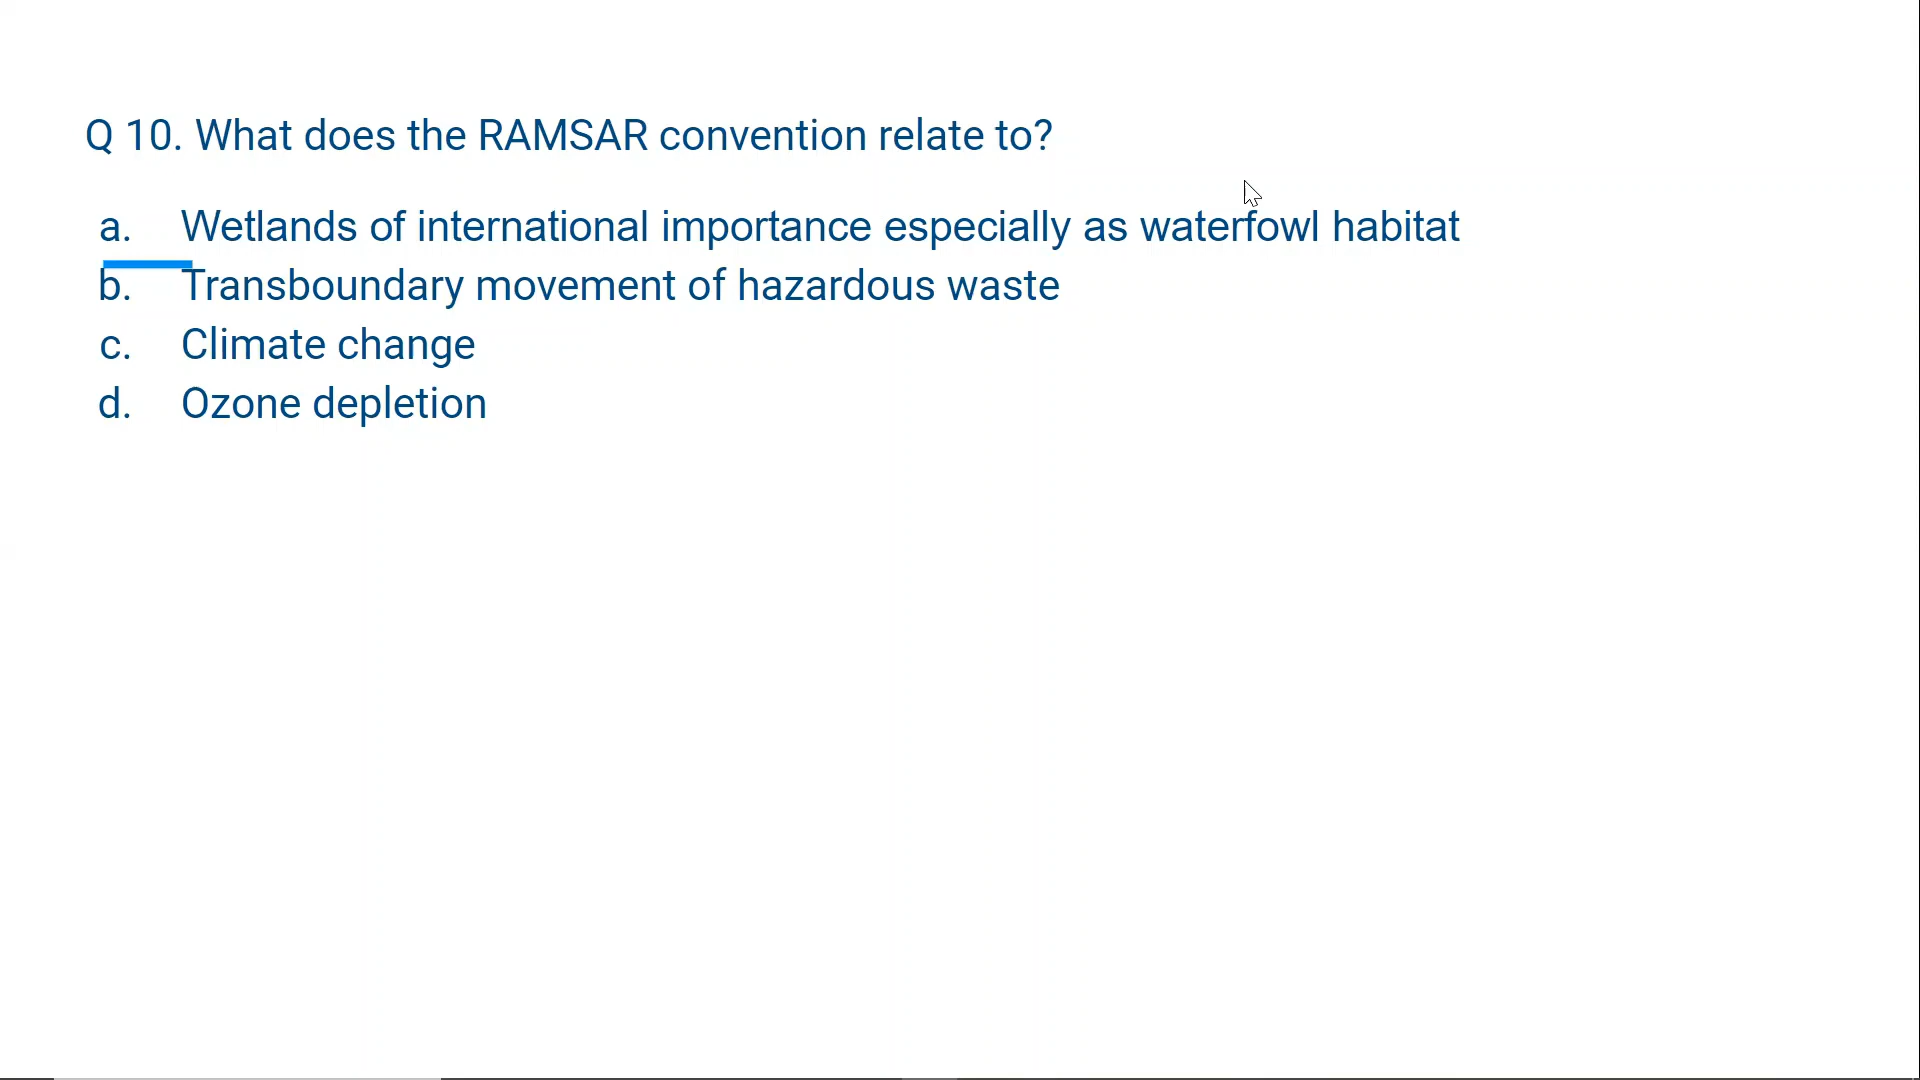 Q 10. What does the RAMSAR convention relate to?
a. Wetlands of international importance especially as waterfowl habitat
b. Transboundary movement of hazardous waste
c. Climate change
d. Ozone depletion